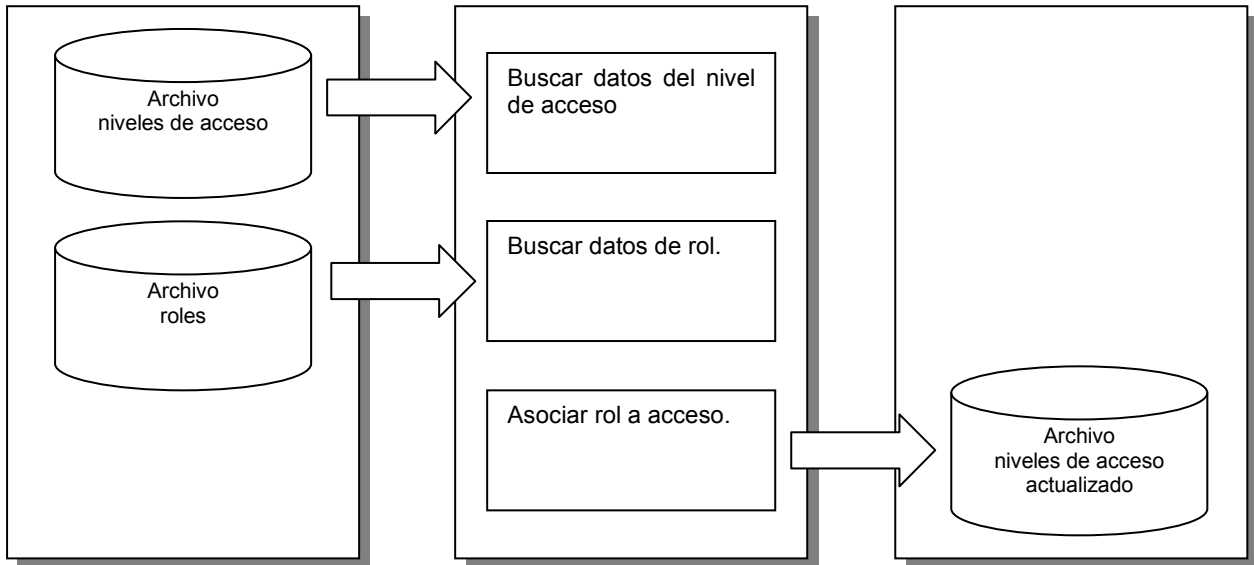 Archivo
niveles de acceso
Archivo
roles
Buscar datos del nivel
de acceso
Buscar datos de rol.
Asociar rol a acceso.
Archivo
niveles de acceso
actualizado